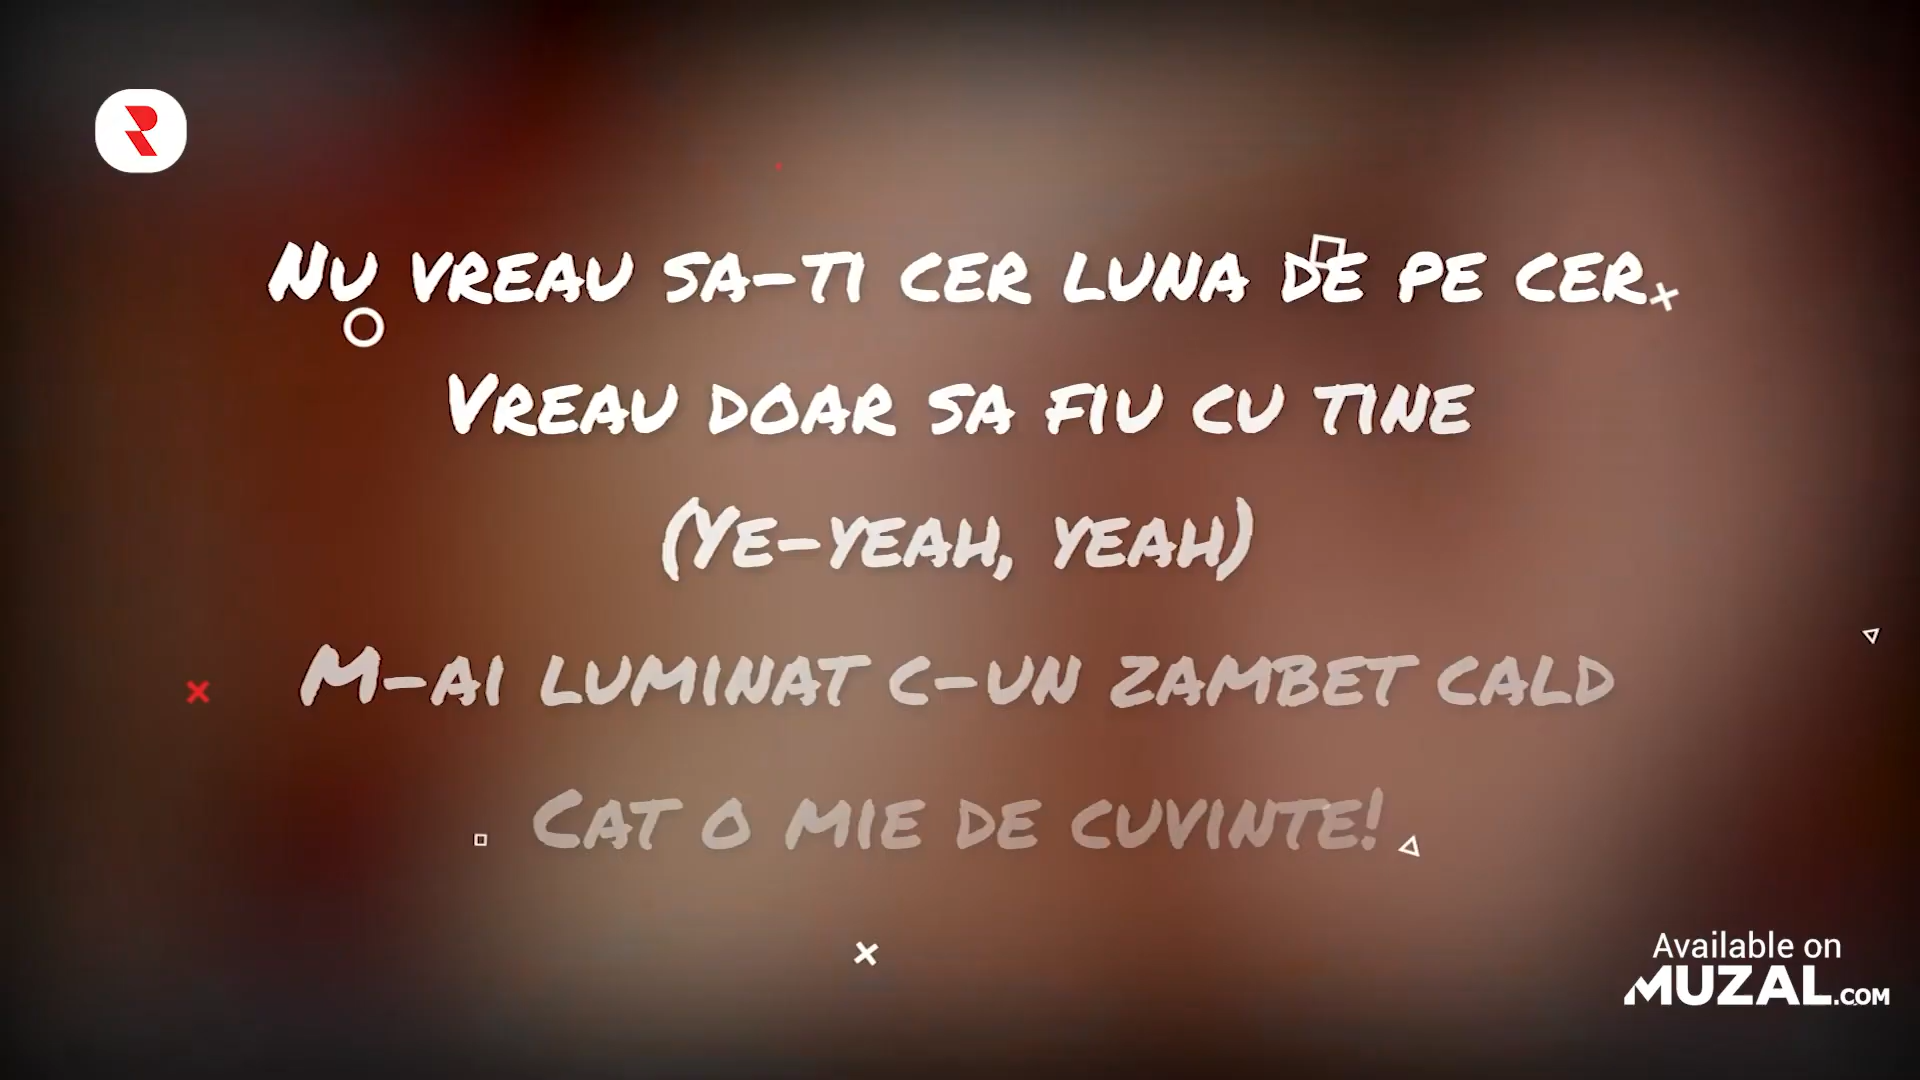 Nu vreau sa-ti cer luna de pe cer.
Vreau doar sa fiu cu tine
(Ye-yeah, yeah)
M-ai luminat c-un zambet cald
Cat o mie de cuvinte!
Available on
MUZAL.COM